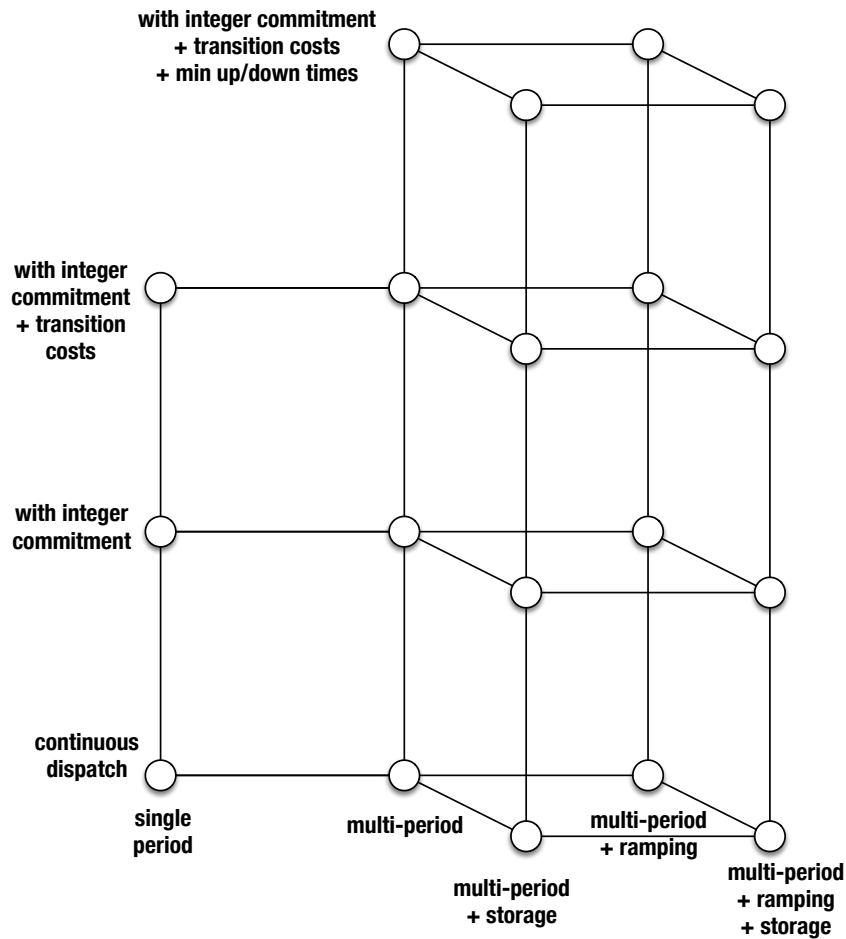 with integer commitment
+ transition costs
+ min up/down times
with integer
commitment
+ transition
costs
with integer
commitment
continuous
dispatch
single
period
multi-period
multi-period
+ storage
multi-period
+ ramping
multi-period
+ ramping
+ storage